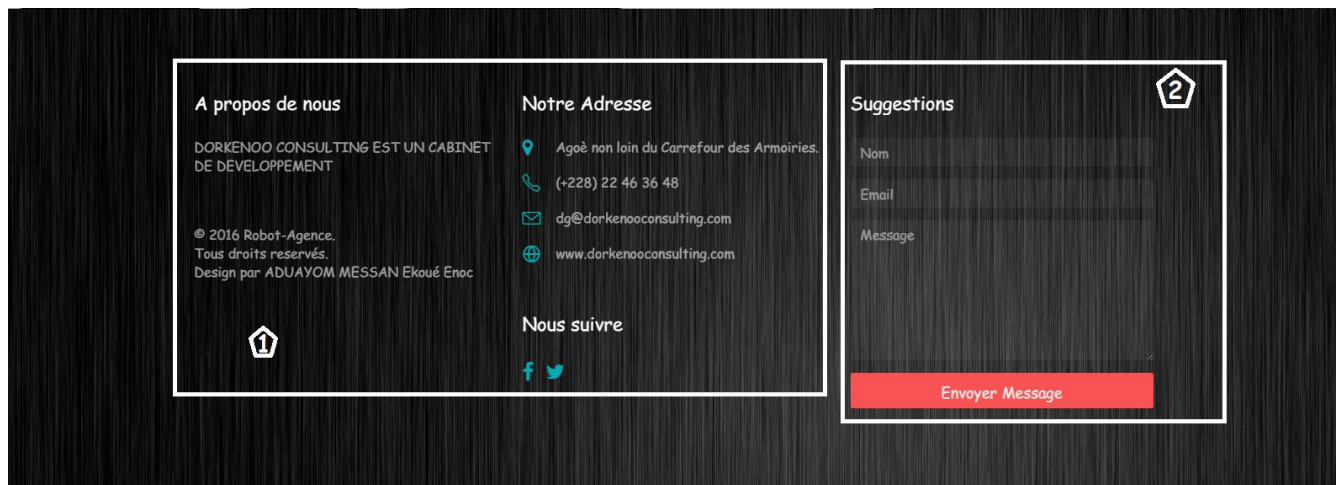 A propos de nous
DORKENOO CONSULTING EST UN CABINET
DE DEVELOPPEMENT
© 2016 Robot-Agence.
Tous droits reservés.
Design par ADUAYOM MESSAN Ekoué Enoc
1
Notre Adresse
Agoè non loin du Carrefour des Armoiries.
(+228) 22 46 36 48
dg@dorkenooconsulting.com
www.dorkenooconsulting.com
Nous suivre
2
Suggestions
Nom
Email
Message
Envoyer Message